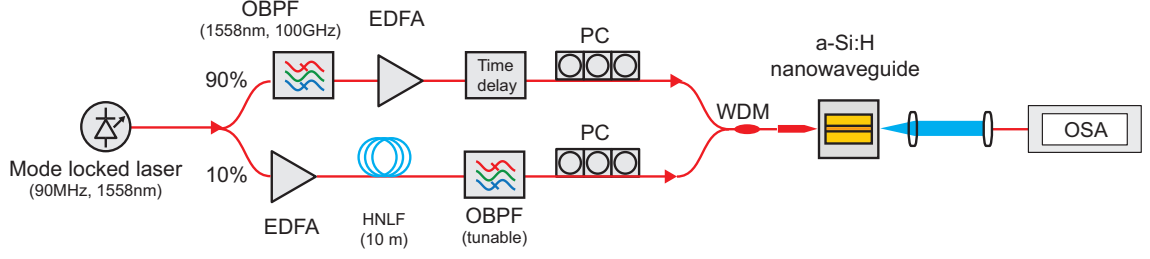 OBPF
(1558nm, 100GHz)
EDFA
PC
a-Si:H
nanowaveguide
90%
Time
delay
WDM
OSA
Mode locked laser
(90MHz, 1558nm)
10%
PC
EDFA
HNLF
(10 m)
OBPF
(tunable)